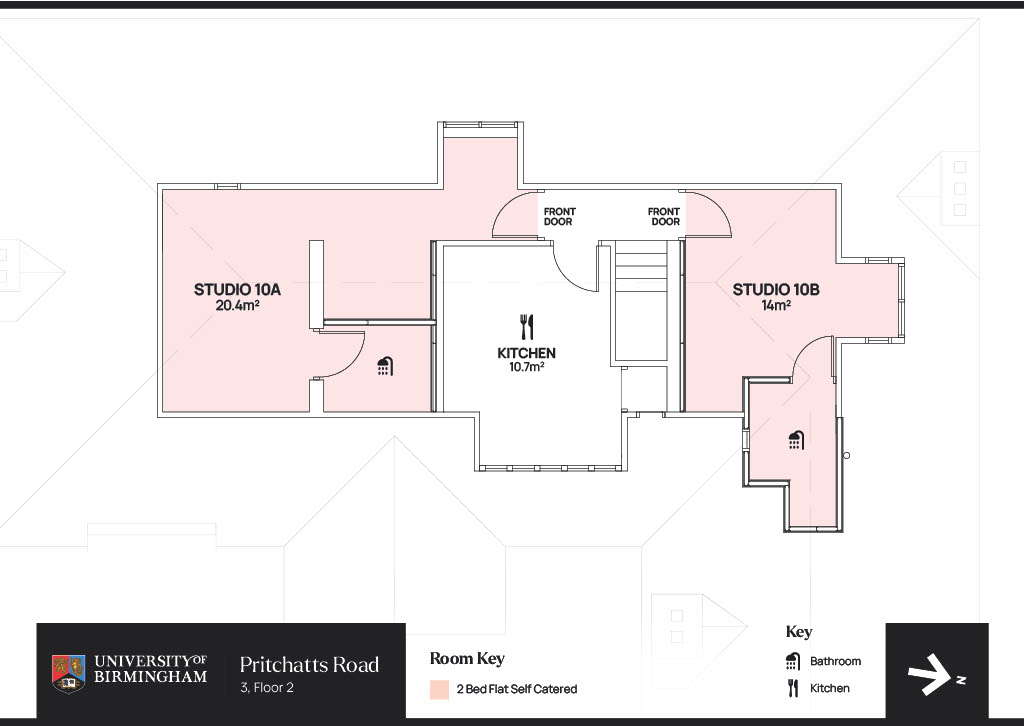 FRONT
DOOR
FRONT
DOOR
STUDIO 10A
20.4m²
STUDIO 10B
14m²
KITCHEN
10.7m²
UNIVERSITY OF
BIRMINGHAM
Pritchatts Road
3, Floor 2
Room Key
2 Bed Flat Self Catered
Key
Bathroom
Kitchen
N